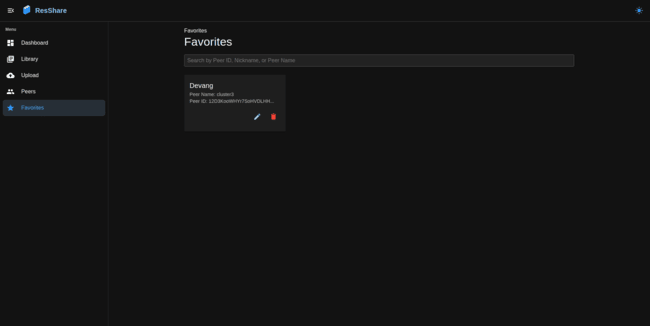 ResShare
Menu
Dashboard
Library
Upload
Peers
Favorites
Favorites
Favorites
Search by Peer ID, Nickname, or Peer Name
Devang
Peer Name: cluster3
Peer ID: